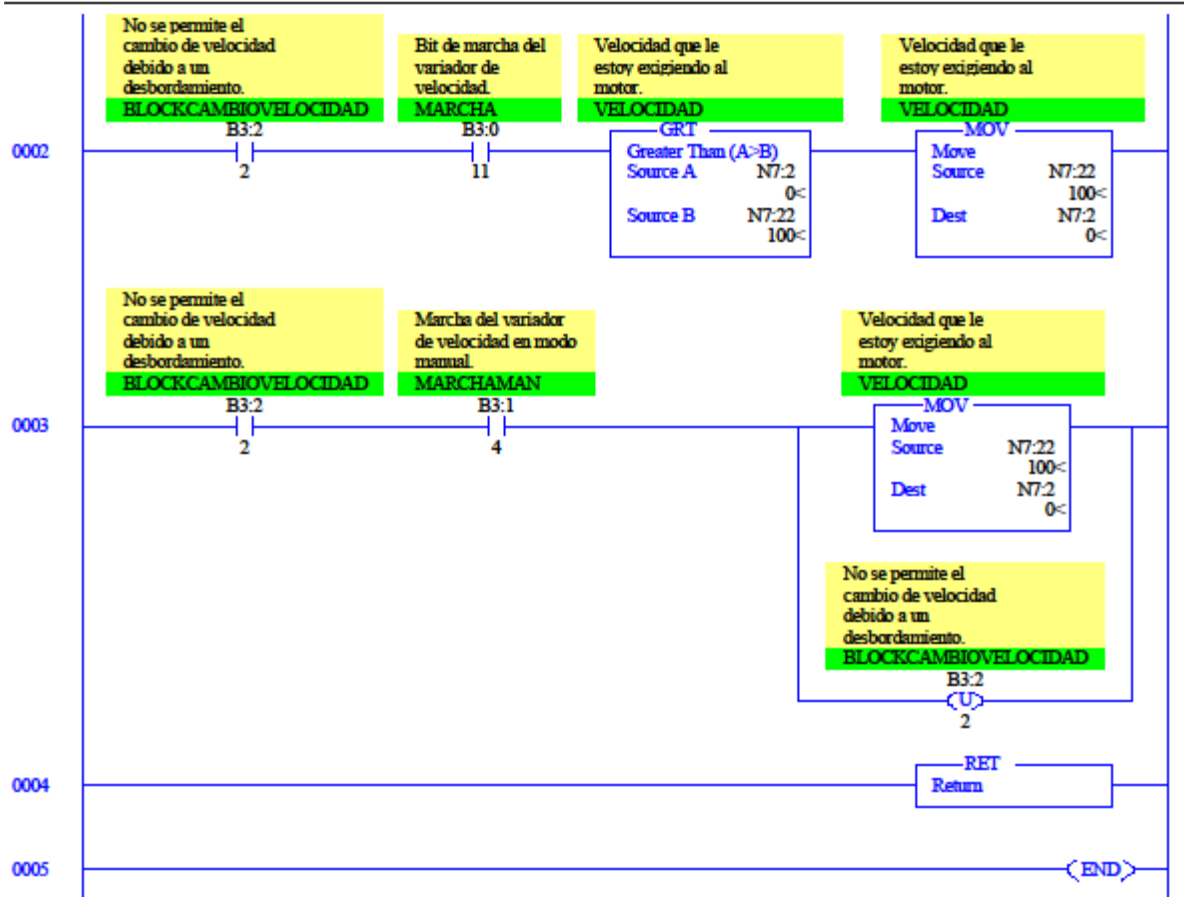 No se permite el
cambio de velocidad
debido a un
desbordamiento.
BLOCKCAMBIOVELOCIDAD
B3:2
2
Bit de marcha del
variador de
velocidad.
MARCHA
B3:0
11
Velocidad que le
estoy exigiendo al
motor.
VELOCIDAD
GRT
Greater Than (A>B)
Source A N7:2
0<
Source B N7:22
100<
Velocidad que le
estoy exigiendo al
motor.
VELOCIDAD
MOV
Move
Source N7:22
100<
Dest N7:2
0<
0002
No se permite el
cambio de velocidad
debido a un
desbordamiento.
BLOCKCAMBIOVELOCIDAD
B3:2
2
Marcha del variador
de velocidad en modo
manual.
MARCHAMAN
B3:1
4
Velocidad que le
estoy exigiendo al
motor.
VELOCIDAD
MOV
Move
Source N7:22
100<
Dest N7:2
0<
0003
No se permite el
cambio de velocidad
debido a un
desbordamiento.
BLOCKCAMBIOVELOCIDAD
B3:2
U
2
0004
RET
Return
0005
END